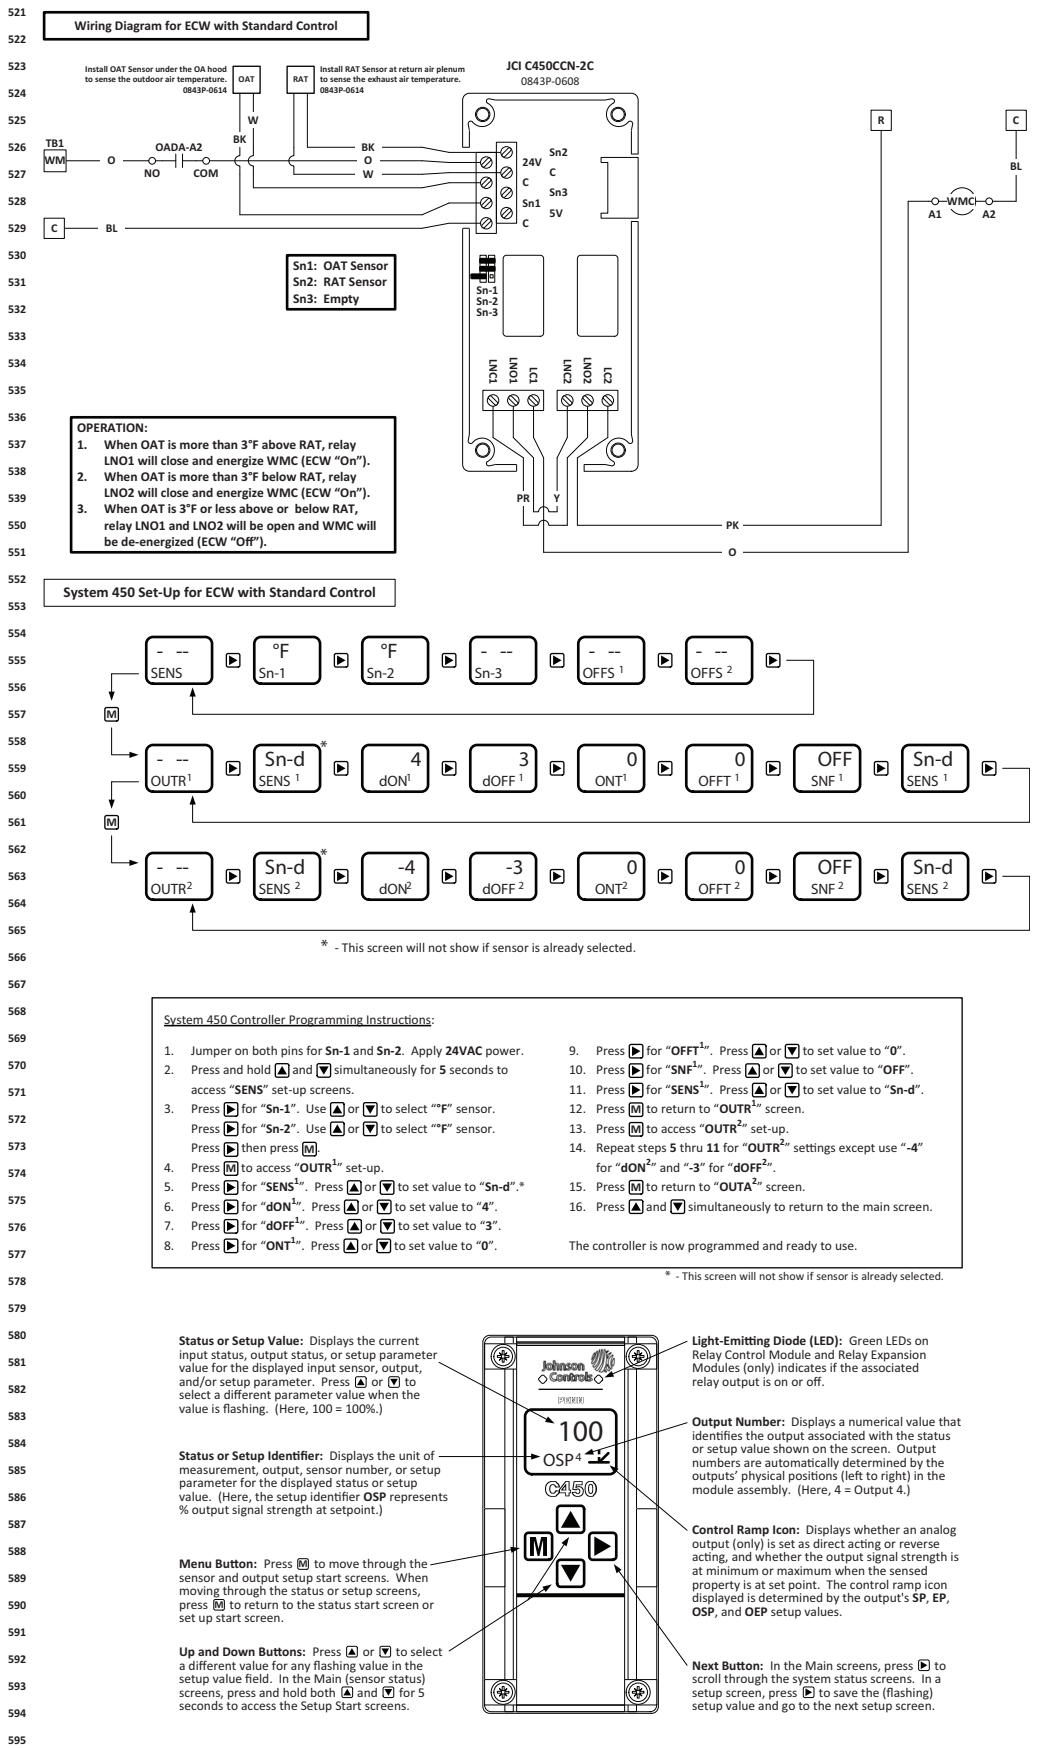 521
Wiring Diagram for ECW with Standard Control
522
523
Install OAT Sensor under the OA hood
to sense the outdoor air temperature.
0843P-0614
OAT
RAT
Install RAT Sensor at return air plenum
to sense the exhaust air temperature.
0843P-0614
JCI C450CCN-2C
0843P-0608
524
525
W
R
C
526
TB1
BK
OADA-A2
BK
Sn2
WM
O
O
24V
BL
527
NO
COM
W
C
C
528
Sn3
Sn1
5V
WMC
A1
A2
529
C
BL
C
530
Sn1: OAT Sensor
531
Sn2: RAT Sensor
Sn3: Empty
Sn-1
Sn-2
Sn-3
532
533
534
LNC1
LNO1
LC1
LNC2
LNO2
LC2
535
536
OPERATION:
537
1. When OAT is more than 3°F above RAT, relay
LNO1 will close and energize WMC (ECW “On”).
538
2. When OAT is more than 3°F below RAT, relay
LNO2 will close and energize WMC (ECW “On”).
539
3. When OAT is 3°F or less above or below RAT,
relay LNO1 and LNO2 will be open and WMC will
be de-energized (ECW “Off”).
PR
Y
550
PK
551
O
552
System 450 Set-Up for ECW with Standard Control
553
554
555
- --
SENS
°F
Sn-1
°F
Sn-2
- --
Sn-3
- --
OFFS 1
- --
OFFS 2
556
557
M
558
559
- --
OUTR1
Sn-d
SENS 1
*
4
dON1
3
dOFF 1
0
ONT1
0
OFFT 1
OFF
SNF 1
Sn-d
SENS 1
560
561
M
562
563
- --
OUTR2
Sn-d
SENS 2
*
-4
dON2
-3
dOFF 2
0
ONT2
0
OFFT 2
OFF
SNF 2
Sn-d
SENS 2
564
565
* - This screen will not show if sensor is already selected.
566
567
568
System 450 Controller Programming Instructions:
569
1. Jumper on both pins for Sn-1 and Sn-2. Apply 24VAC power.
570
2. Press and hold ▲ and ▼ simultaneously for 5 seconds to
571
access “SENS” set-up screens.
572
3. Press ▶ for “Sn-1”. Use ▲ or ▼ to select “°F” sensor.
Press ▶ for “Sn-2”. Use ▲ or ▼ to select “°F” sensor.
573
Press ▶ then press M.
574
4. Press M to access “OUTR1” set-up.
5. Press ▶ for “SENS1”. Press ▲ or ▼ to set value to “Sn-d”.*
575
6. Press ▶ for “dON1”. Press ▲ or ▼ to set value to “4”.
576
7. Press ▶ for “dOFF1”. Press ▲ or ▼ to set value to “3”.
577
8. Press ▶ for “ONT1”. Press ▲ or ▼ to set value to “0”.
9. Press ▶ for “OFFT1”. Press ▲ or ▼ to set value to “0”.
10. Press ▶ for “SNF1”. Press ▲ or ▼ to set value to “OFF”.
11. Press ▶ for “SENS1”. Press ▲ or ▼ to set value to “Sn-d”.
12. Press M to return to “OUTR1” screen.
13. Press M to access “OUTR2” set-up.
14. Repeat steps 5 thru 11 for “OUTR2” settings except use “-4”
for “dON2” and “-3” for “dOFF2”.
15. Press M to return to “OUTA2” screen.
16. Press ▲ and ▼ simultaneously to return to the main screen.
The controller is now programmed and ready to use.
578
* - This screen will not show if sensor is already selected.
579
580
Status or Setup Value: Displays the current
581
input status, output status, or setup parameter
value for the displayed input sensor, output,
582
and/or setup parameter. Press ▲ or ▼ to
select a different parameter value when the
583
value is flashing. (Here, 100 = 100%.)
584
Status or Setup Identifier: Displays the unit of
585
measurement, output, sensor number, or setup
parameter for the displayed status or setup
586
value. (Here, the setup identifier OSP represents
% output signal strength at setpoint.)
587
588
Menu Button: Press M to move through the
589
sensor and output setup start screens. When
moving through the status or setup screens,
590
press M to return to the status start screen or
set up start screen.
591
592
Up and Down Buttons: Press ▲ or ▼ to select
a different value for any flashing value in the
593
setup value field. In the Main (sensor status)
screens, press and hold both ▲ and ▼ for 5
594
seconds to access the Setup Start screens.
595
Johnson
Controls
PENN
100
OSP4
C450
M
Light-Emitting Diode (LED): Green LEDs on
Relay Control Module and Relay Expansion
Modules (only) indicates if the associated
relay output is on or off.
Output Number: Displays a numerical value that
identifies the output associated with the status
or setup value shown on the screen. Output
numbers are automatically determined by the
outputs’ physical positions (left to right) in the
module assembly. (Here, 4 = Output 4.)
Control Ramp Icon: Displays whether an analog
output (only) is set as direct acting or reverse
acting, and whether the output signal strength is
at minimum or maximum when the sensed
property is at set point. The control ramp icon
displayed is determined by the output's SP, EP,
OSP, and OEP setup values.
Next Button: In the Main screens, press ▶ to
scroll through the system status screens. In a
setup screen, press ▶ to save the (flashing)
setup value and go to the next setup screen.